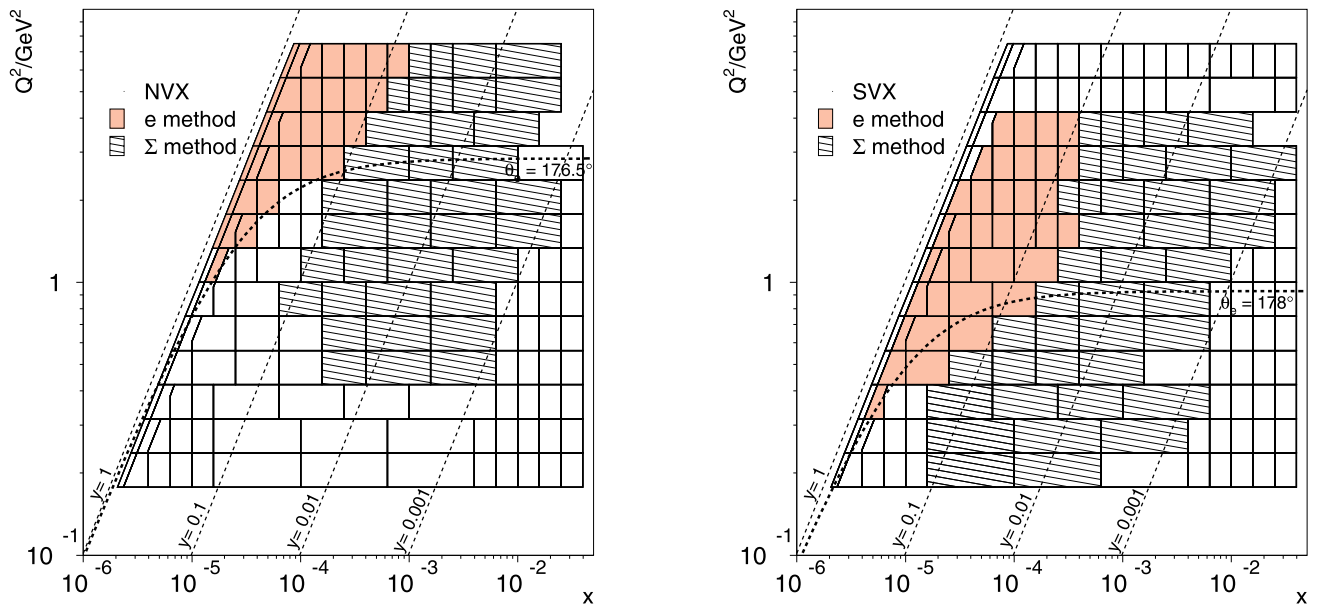 Q²/GeV²
NVX
e method
Σ method
θe = 176.5°
1
y= 1
y= 0.1
y= 0.01
y= 0.001
10⁻¹
10⁻⁶ 10⁻⁵ 10⁻⁴ 10⁻³ 10⁻²
x
Q²/GeV²
SVX
e method
Σ method
θe = 178°
1
y= 1
y= 0.1
y= 0.01
y= 0.001
10⁻¹
10⁻⁶ 10⁻⁵ 10⁻⁴ 10⁻³ 10⁻²
x